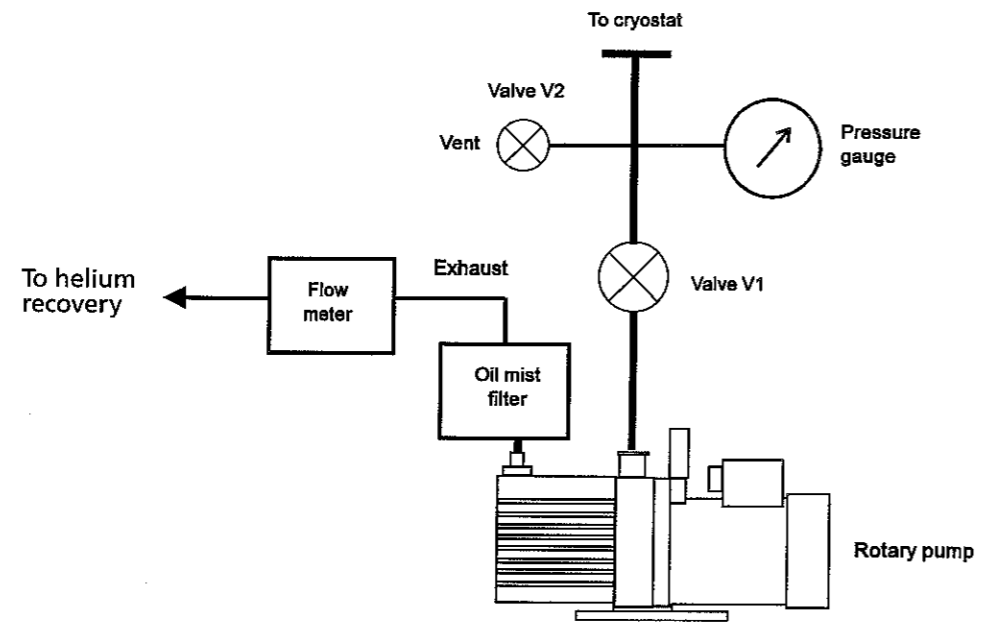 To cryostat
Valve V2
Vent
Pressure
gauge
To helium
recovery
Exhaust
Flow
meter
Valve V1
Oil mist
filter
Rotary pump